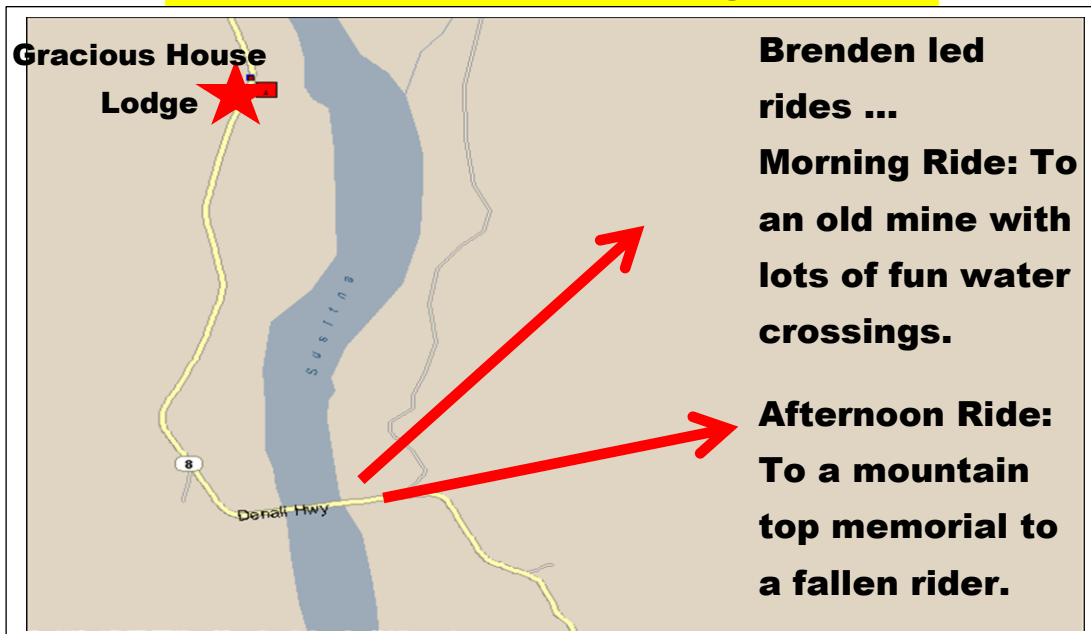 Gracious House
Lodge
Brenden led
rides ...
Morning Ride: To
an old mine with
lots of fun water
crossings.
Afternoon Ride:
To a mountain
top memorial to
a fallen rider.
Susitna
8
Denali Hwy